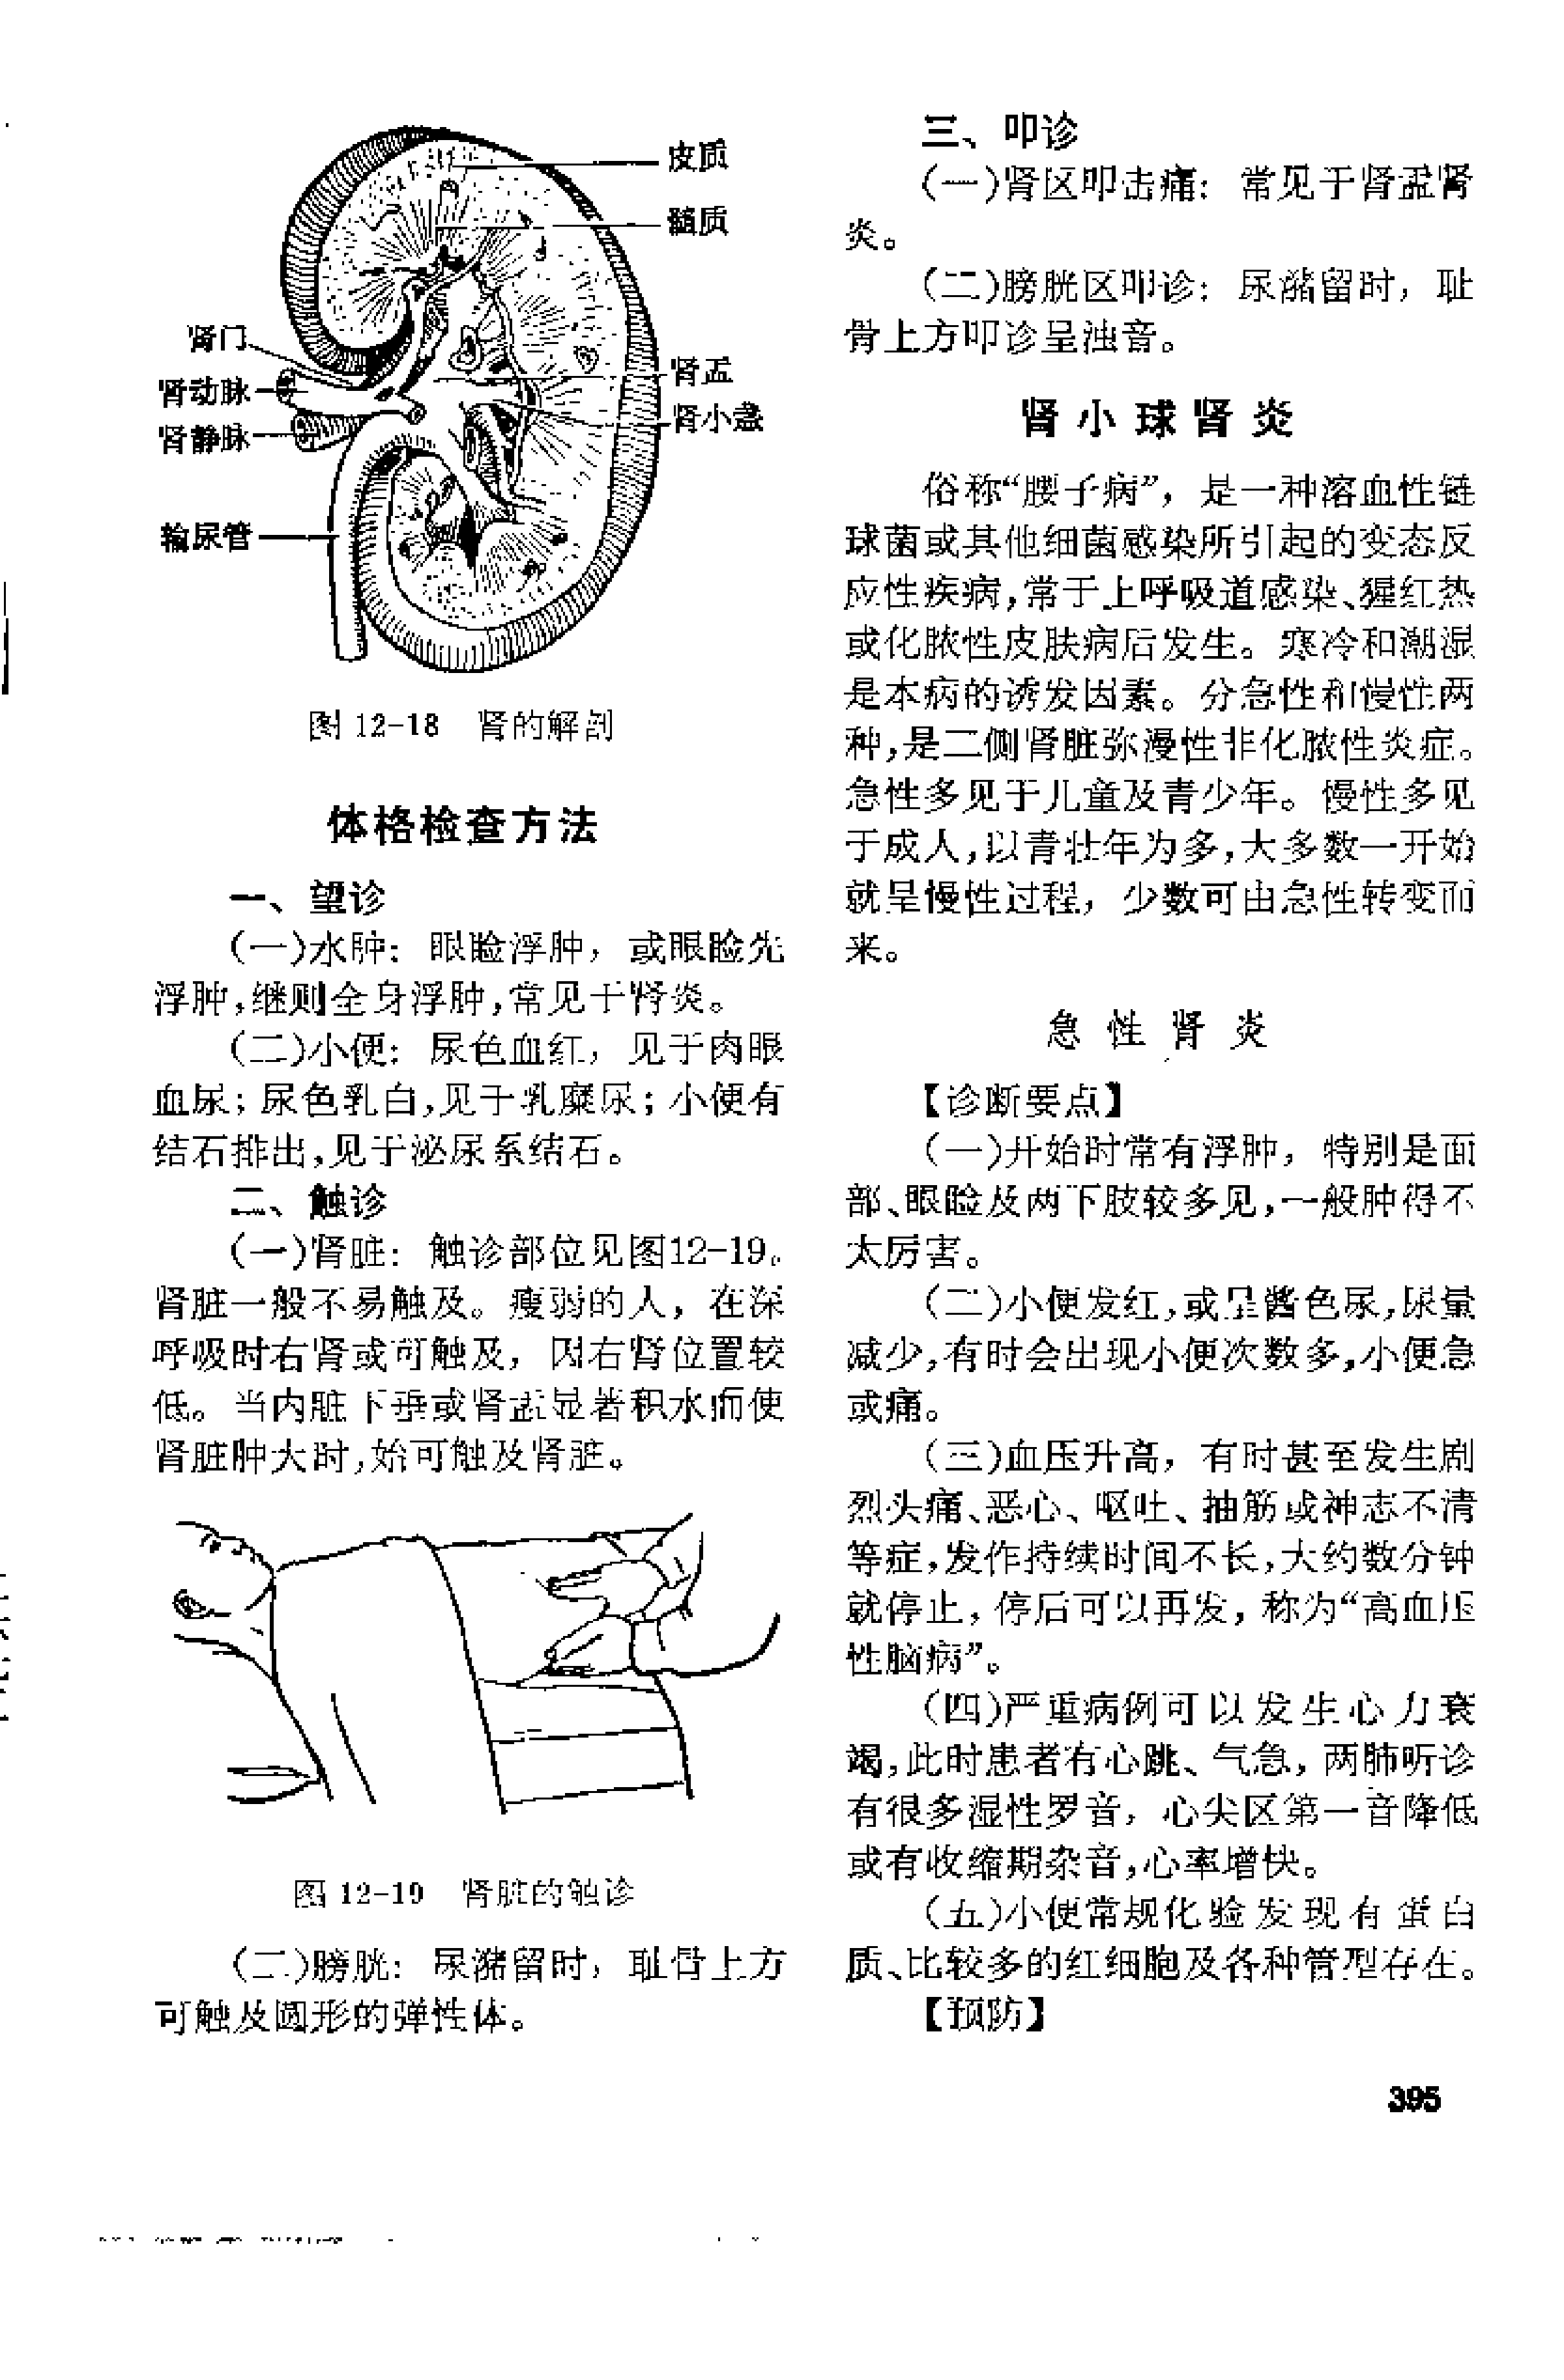 皮质
髓质
肾门
肾动脉
肾静脉
肾盂
肾小盏
输尿管
图 12-18 肾的解剖
体格检查方法
一、望诊
(一)水肿：眼睑浮肿，或眼睑先
浮肿,继则全身浮肿,常见于肾炎。
(二)小便：尿色血红，见于肉眼
血尿；尿色乳白,见于乳糜尿；小便有
结石排出,见于泌尿系结石。
二、触诊
(一)肾脏：触诊部位见图12-19。
肾脏一般不易触及。瘦弱的人，在深
呼吸时右肾或可触及，因右肾位置较
低。当内脏下垂或肾盂显著积水而使
肾脏肿大时,始可触及肾脏。
图 12-19 肾脏的触诊
(二)膀胱：尿潴留时，耻骨上方
可触及圆形的弹性体。
三、叩诊
(一)肾区叩击痛：常见于肾盂肾
炎。
(二)膀胱区叩诊：尿潴留时，耻
骨上方叩诊呈浊音。
肾小球肾炎
俗称“腰子病”，是一种溶血性链
球菌或其他细菌感染所引起的变态反
应性疾病,常于上呼吸道感染、猩红热
或化脓性皮肤病后发生。寒冷和潮湿
是本病的诱发因素。分急性和慢性两
种,是二侧肾脏弥漫性非化脓性炎症。
急性多见于儿童及青少年。慢性多见
于成人,以青壮年为多,大多数一开始
就呈慢性过程，少数可由急性转变而
来。
急性肾炎
【诊断要点】
(一)开始时常有浮肿，特别是面
部、眼睑及两下肢较多见,一般肿得不
太厉害。
(二)小便发红,或呈酱色尿,尿量
减少,有时会出现小便次数多,小便急
或痛。
(三)血压升高，有时甚至发生剧
烈头痛、恶心、呕吐、抽筋或神志不清
等症,发作持续时间不长,大约数分钟
就停止，停后可以再发，称为“高血压
性脑病”。
(四)严重病例可以发生心力衰
竭,此时患者有心跳、气急，两肺听诊
有很多湿性罗音，心尖区第一音降低
或有收缩期杂音,心率增快。
(五)小便常规化验发现有蛋白
质、比较多的红细胞及各种管型存在。
【预防】
395